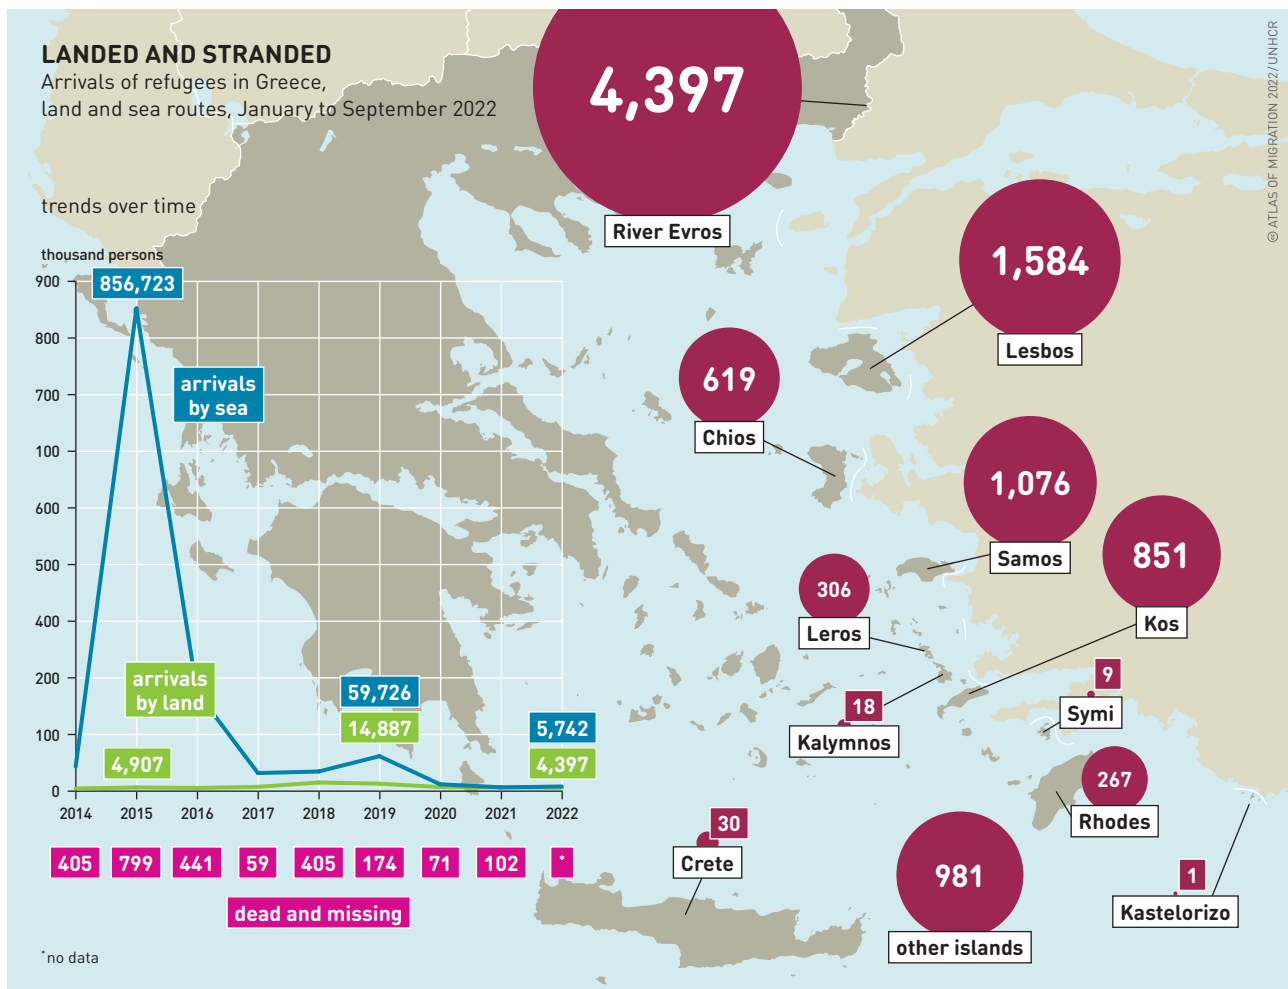 LANDED AND STRANDED
Arrivals of refugees in Greece,
land and sea routes, January to September 2022
trends over time
thousand persons
900
800
700
100
600
500
400
200
100
0
2014 2015 2016 2017 2018 2019 2020 2021 2022
856,723
arrivals
by sea
arrivals
by land
4,907
59,726
14,887
5,742
4,397
405 799 441 59 405 174 71 102 *
dead and missing
*no data
4,397
River Evros
1,584
Lesbos
619
Chios
1,076
Samos
851
Kos
306
Leros
18
Kalymnos
9
Symi
267
Rhodes
30
Crete
981
other islands
1
Kastelorizo
© ATLAS OF MIGRATION 2022/UNHCR